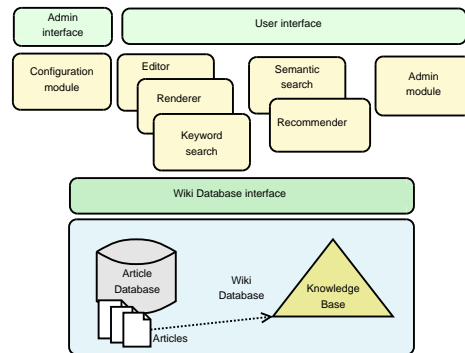 Admin
interface
User interface
Configuration
module
Editor
Renderer
Keyword
search
Semantic
search
Recommender
Admin
module
Wiki Database interface
Article
Database
Articles
Wiki
Database
Knowledge
Base